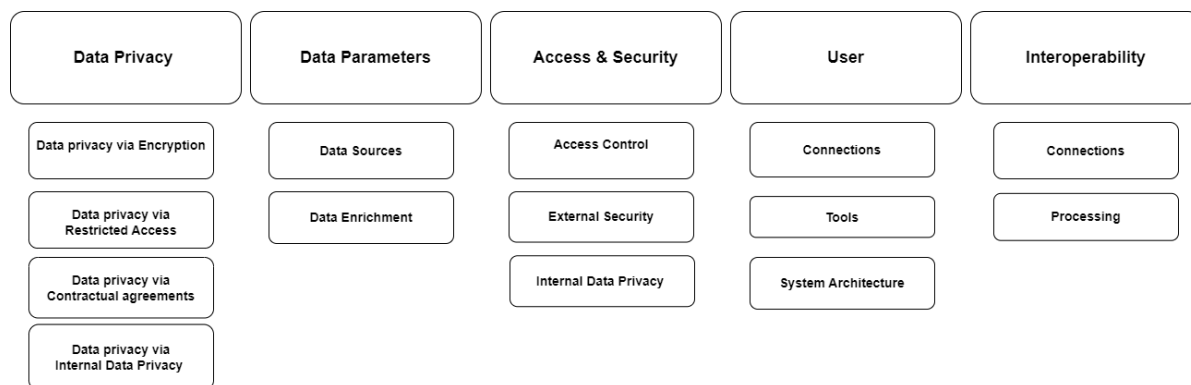 Data Privacy
Data Parameters
Access & Security
User
Interoperability
Data privacy via Encryption
Data privacy via
Restricted Access
Data privacy via
Contractual agreements
Data privacy via
Internal Data Privacy
Data Sources
Data Enrichment
Access Control
External Security
Internal Data Privacy
Connections
Tools
System Architecture
Connections
Processing